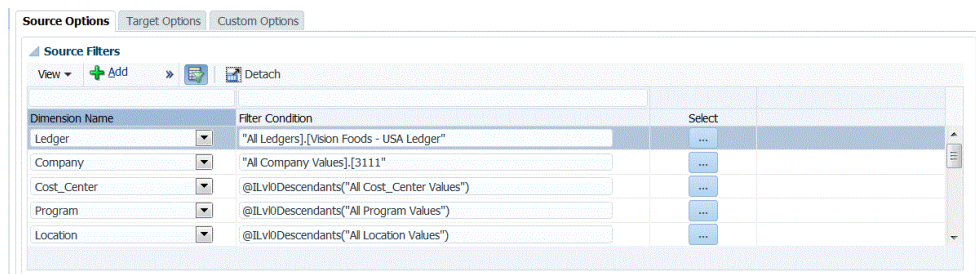 Source Options Target Options Custom Options
Source Filters
View Add » Detach
Dimension Name Filter Condition Select
Ledger "All Ledgers].[Vision Foods - USA Ledger" ...
Company "All Company Values].[3111" ...
Cost_Center @ILvl0Descendants("All Cost_Center Values") ...
Program @ILvl0Descendants("All Program Values") ...
Location @ILvl0Descendants("All Location Values") ...